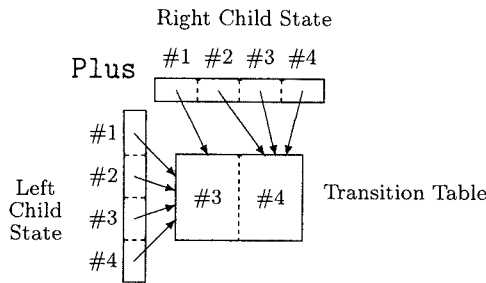 Right Child State
#1 #2 #3 #4
Plus
#1
#2
#3
#4
Left
Child
State
#3 #4
Transition Table